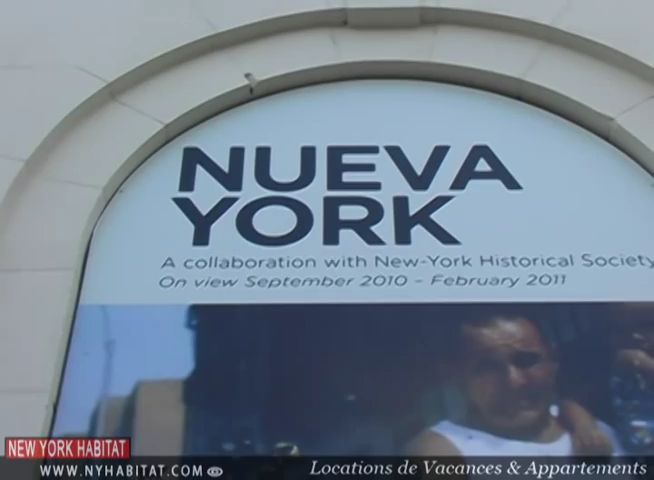 NUEVA
YORK
A collaboration with New-York Historical Society
On view September 2010 – February 2011
NEW YORK HABITAT
WWW.NYHABITAT.COM
Locations de Vacances & Appartements